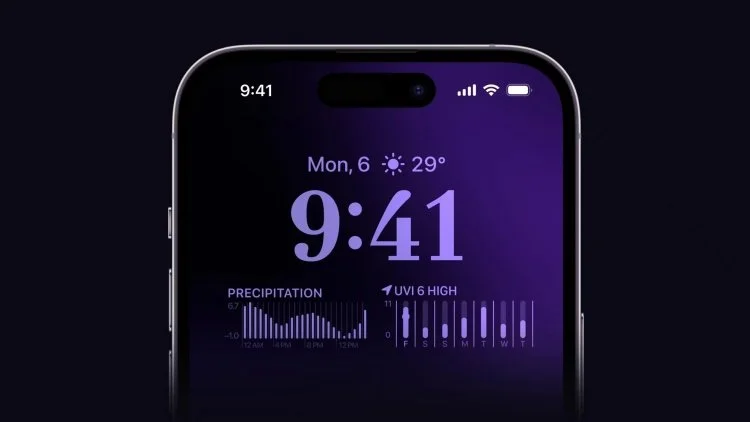 9:41
Mon, 6 29°
9:41
PRECIPITATION
6.7
-1.0
12 AM 4 PM 8 PM 12 PM
UVI 6 HIGH
11
0
F S S M T W T